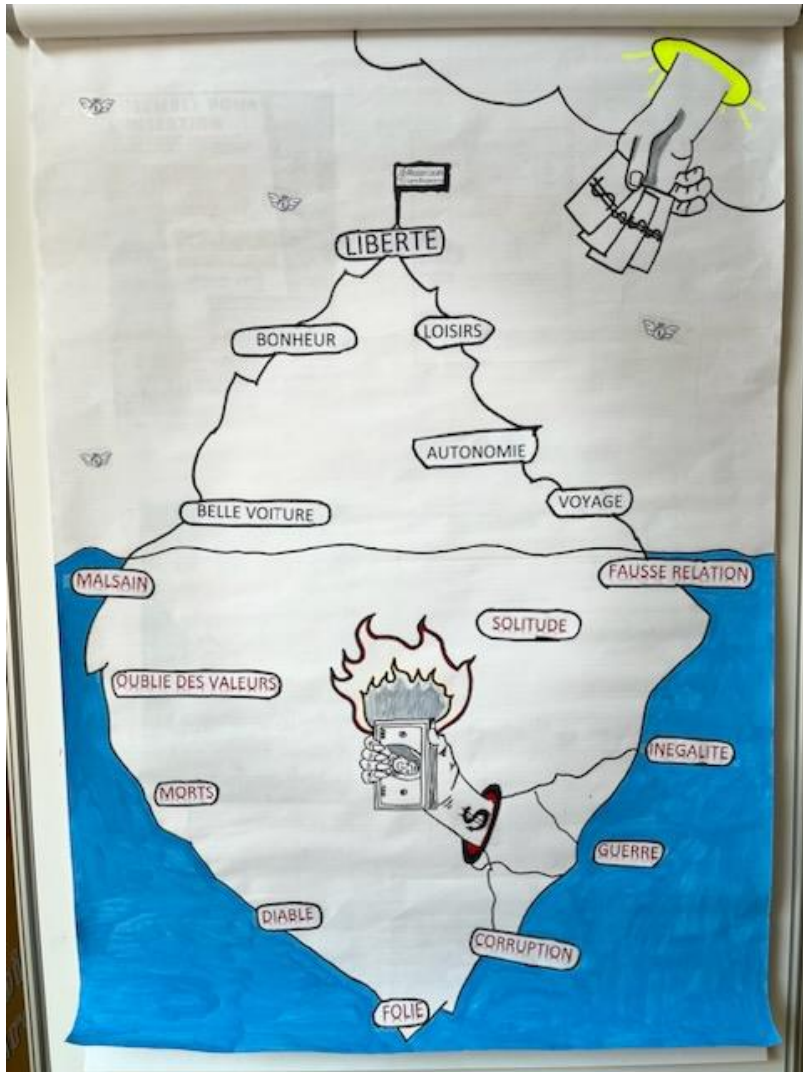 LIBERTE
BONHEUR
LOISIRS
AUTONOMIE
VOYAGE
BELLE VOITURE
MALSAIN
FAUSSE RELATION
SOLITUDE
OUBLIE DES VALEURS
INEGALITE
MORTS
$
GUERRE
DIABLE
CORRUPTION
FOLIE